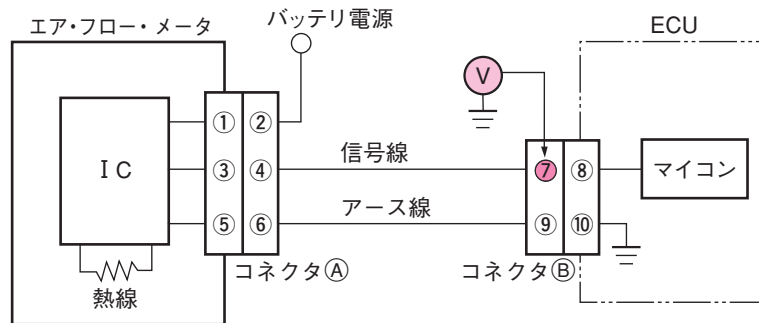 エア・フロー・メータ
バッテリ電源
ECU
V
① ②
I C
信号線
③ ④
⑦ ⑧
マイコン
アース線
⑤ ⑥
⑨ ⑩
コネクタⒶ
コネクタⒷ
熱線